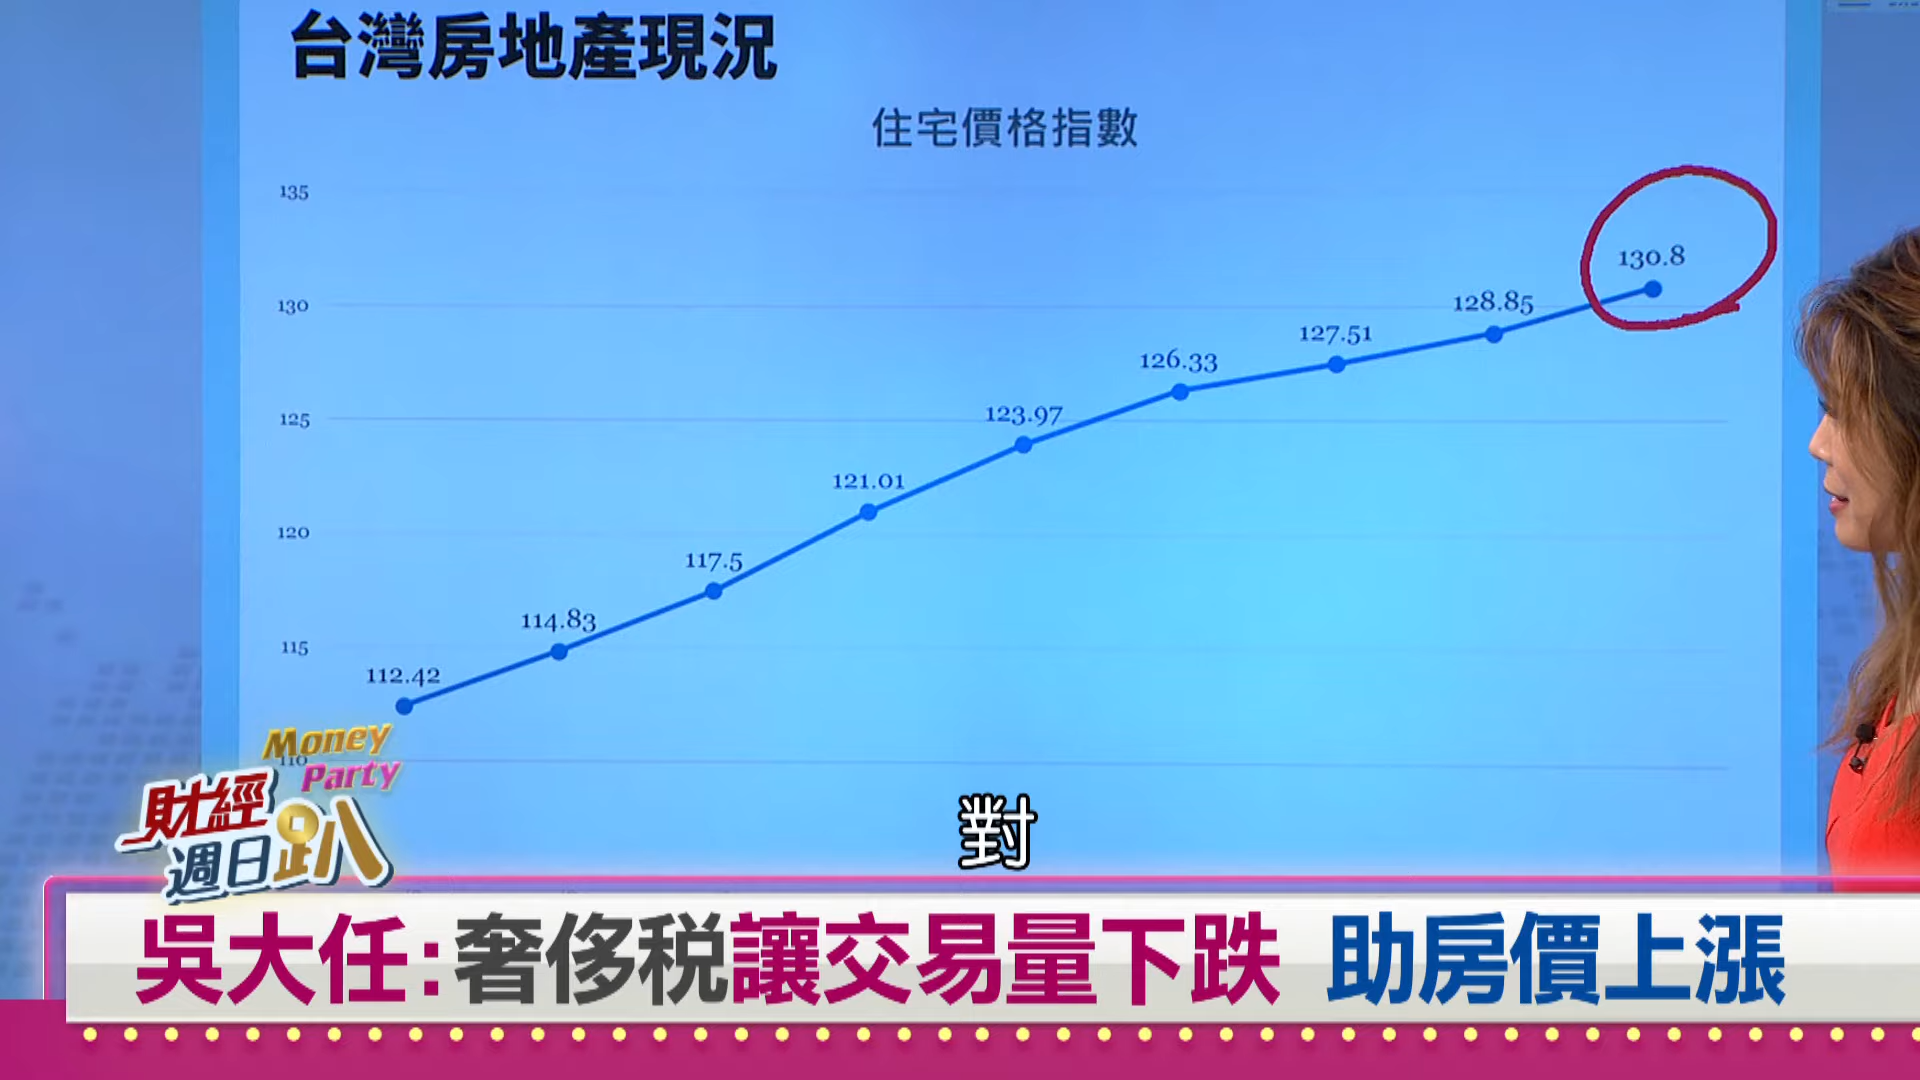 台灣房地產現況
住宅價格指數
135
130
125
120
115
110
112.42
114.83
117.5
121.01
123.97
126.33
127.51
128.85
130.8
Money
Party
財經
週日趴
對
吳大任:奢侈税讓交易量下跌 助房價上漲